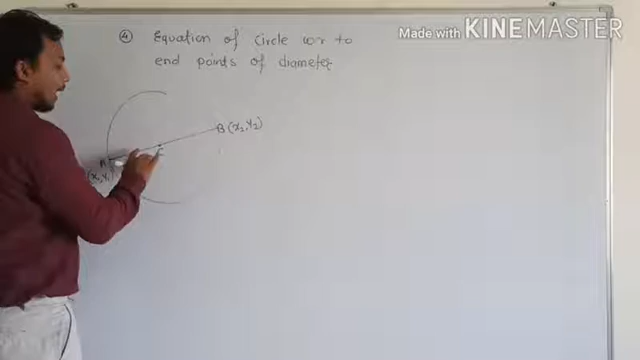 Made with KINEMASTER
④ Equation of Circle w.r to
end points of diameter
B(x₂,y₂)
A
(x₁,y₁)
C